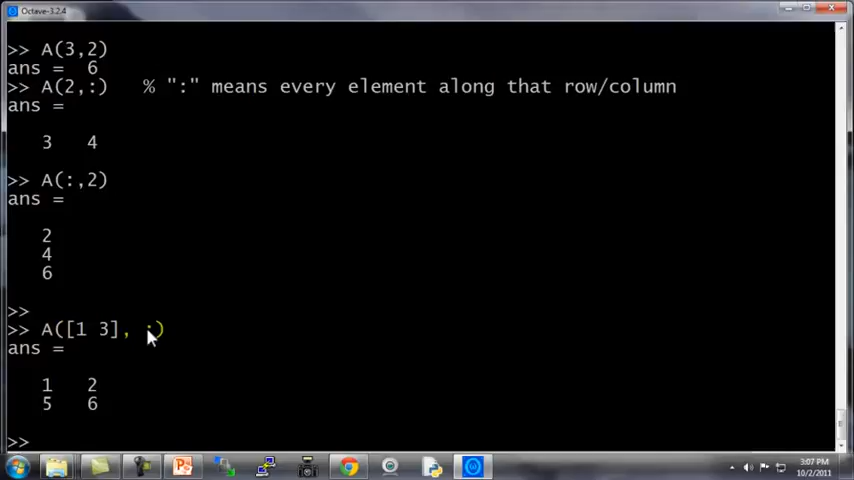 Octave-3.2.4
>> A(3,2)
ans =  6
>> A(2,:)   % ":" means every element along that row/column
ans =
3   4
>> A(:,2)
ans =
2
4
6
>>
>> A([1 3], :)
ans =
1   2
5   6
>>
3:07 PM
10/2/2011